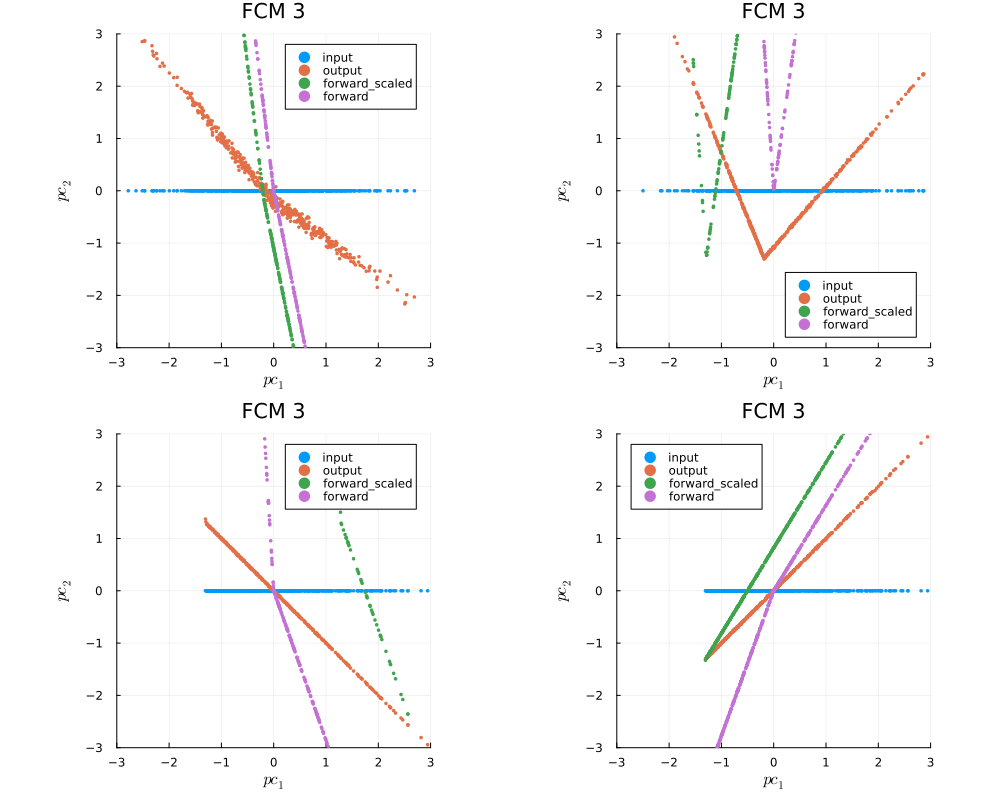 FCM 3
3
2
1
0
−1
−2
−3
pc2
input
output
forward_scaled
forward
−3 −2 −1 0 1 2 3
pc1
FCM 3
3
2
1
0
−1
−2
−3
pc2
input
output
forward_scaled
forward
−3 −2 −1 0 1 2 3
pc1
FCM 3
3
2
1
0
−1
−2
−3
pc2
input
output
forward_scaled
forward
−3 −2 −1 0 1 2 3
pc1
FCM 3
3
2
1
0
−1
−2
−3
pc2
input
output
forward_scaled
forward
−3 −2 −1 0 1 2 3
pc1